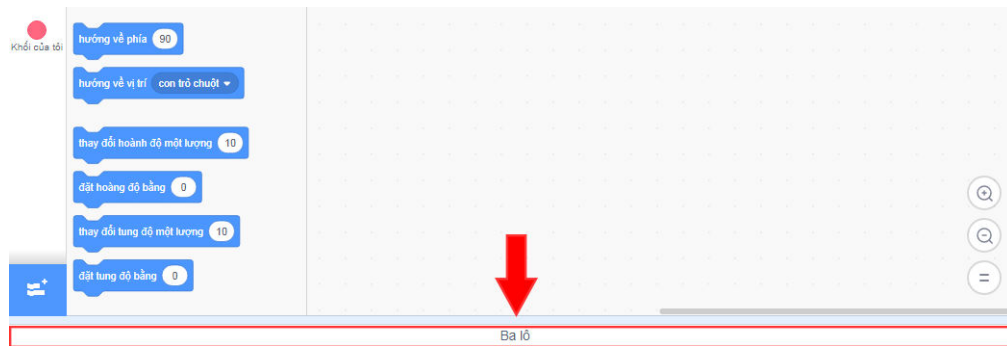 Khối của tôi
hướng về phía 90
hướng về vị trí con trỏ chuột
thay đổi hoành độ một lượng 10
đặt hoàng độ bằng 0
thay đổi tung độ một lượng 10
đặt tung độ bằng 0
=
Ba lô